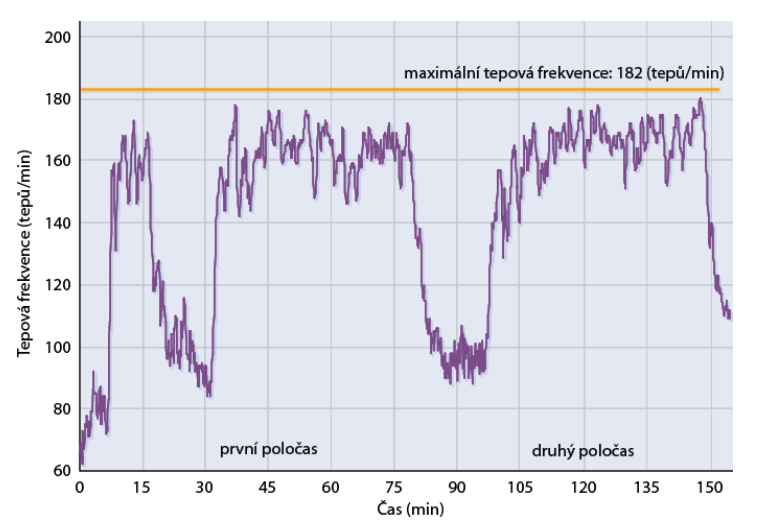 200
maximální tepová frekvence: 182 (tepů/min)
180
160
140
120
100
80
60
Tepová frekvence (tepů/min)
první poločas
druhý poločas
0 15 30 45 60 75 90 105 120 135 150
Čas (min)